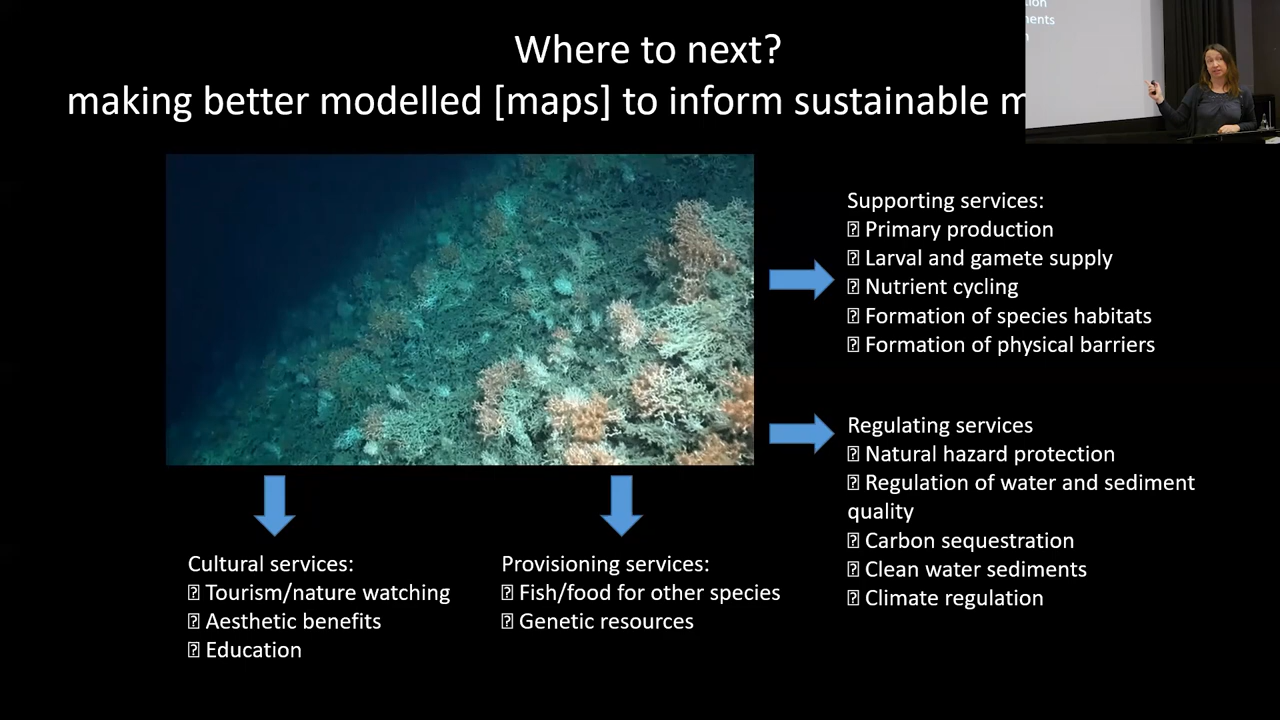 Where to next?
making better modelled [maps] to inform sustainable
Supporting services:
⍰ Primary production
⍰ Larval and gamete supply
⍰ Nutrient cycling
⍰ Formation of species habitats
⍰ Formation of physical barriers
Regulating services
⍰ Natural hazard protection
⍰ Regulation of water and sediment
quality
⍰ Carbon sequestration
⍰ Clean water sediments
⍰ Climate regulation
Cultural services:
⍰ Tourism/nature watching
⍰ Aesthetic benefits
⍰ Education
Provisioning services:
⍰ Fish/food for other species
⍰ Genetic resources